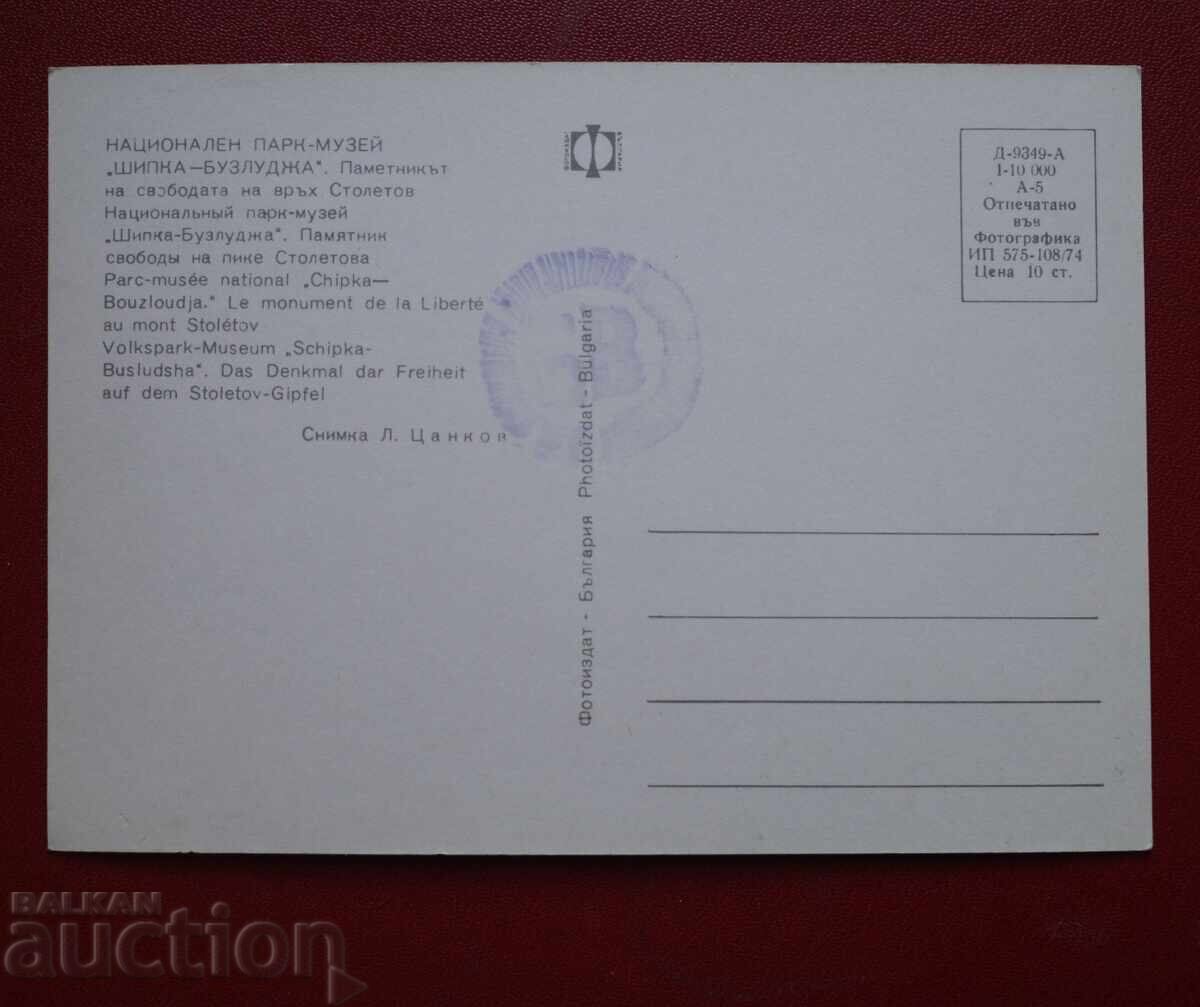 НАЦИОНАЛЕН ПАРК-МУЗЕЙ
„ШИПКА—БУЗЛУДЖА". Паметникът
на свободата на връх Столетов
Национальный парк-музей
„Шипка-Бузлуджа". Памятник
свободы на пике Столетова
Parc-musée national „Chipka—
Bouzloudja." Le monument de la Liberté
au mont Stolétov
Volkspark-Museum „Schipka-
Busludsha". Das Denkmal dar Freiheit
auf dem Stoletov-Gipfel
Снимка Л. Цанков
Фотоиздат - България Photoizdat - Bulgaria
Д-9349-А
1-10 000
А-5
Отпечатано
във
Фотографика
ИП 575-108/74
Цена 10 ст.
BALKAN
auction